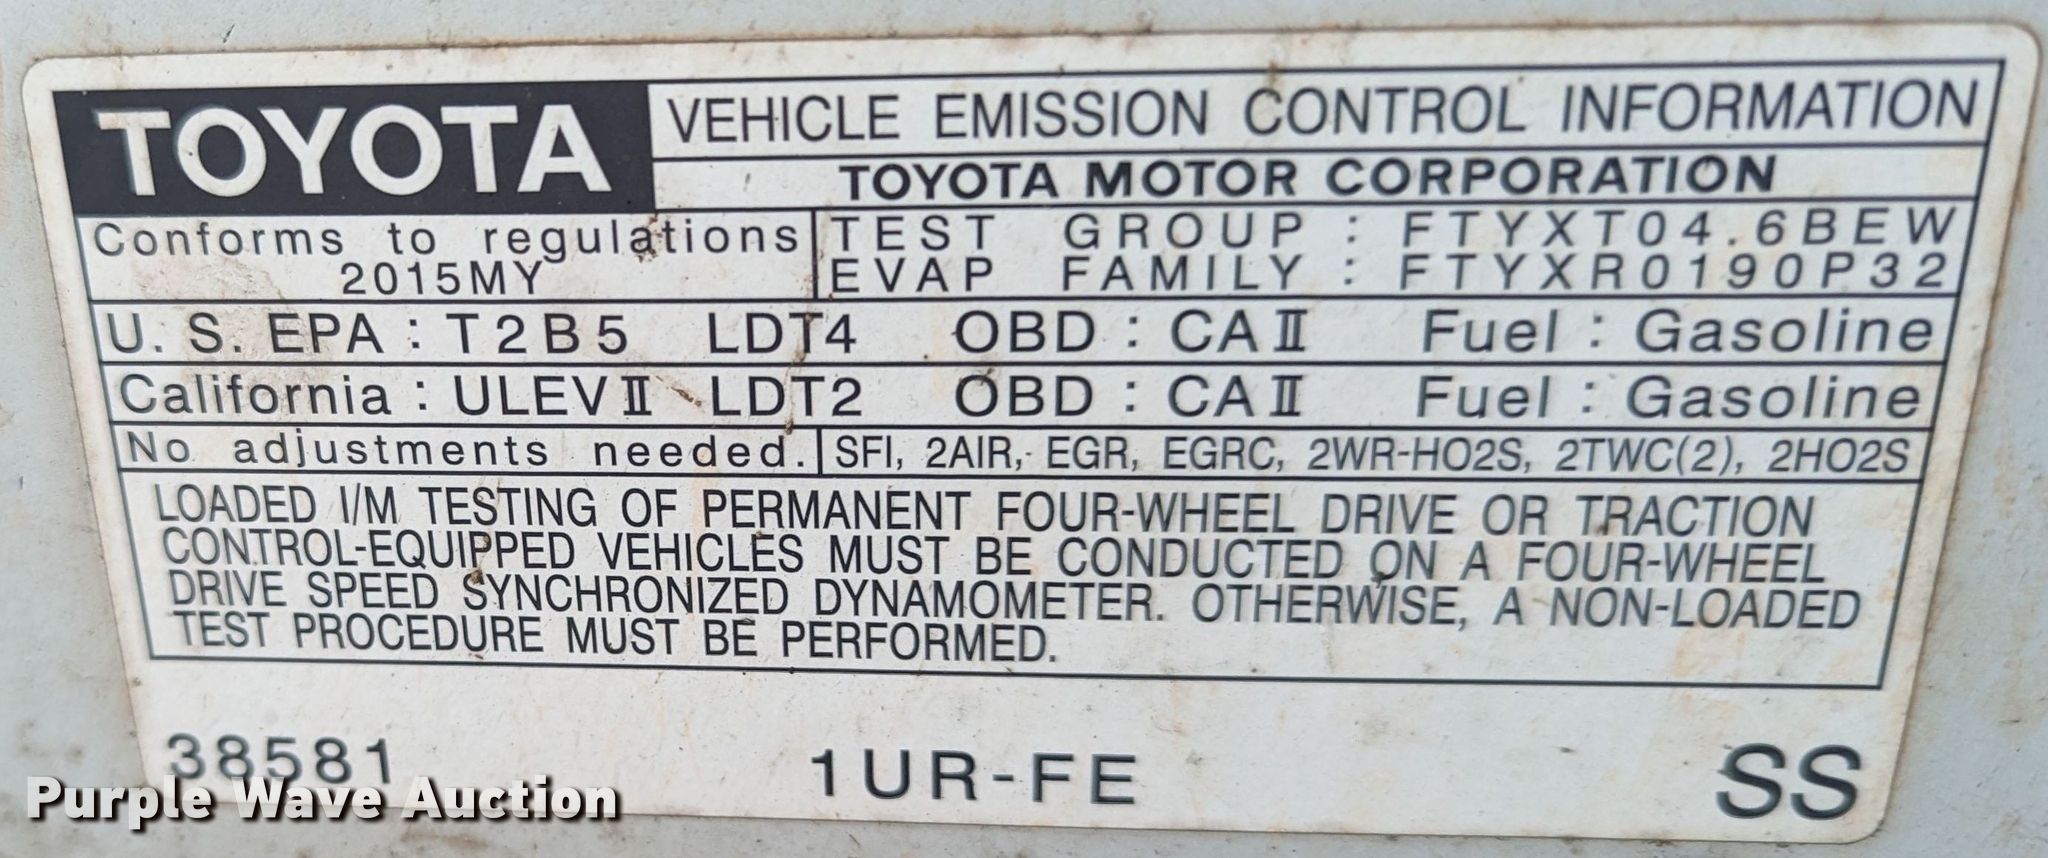 TOYOTA
VEHICLE EMISSION CONTROL INFORMATION
TOYOTA MOTOR CORPORATION
Conforms to regulations
2015MY
TEST GROUP : FTYXT04.6BEW
EVAP FAMILY : FTYXR0190P32
U. S. EPA : T2B5 LDT4 OBD : CAⅡ Fuel : Gasoline
California : ULEVⅡ LDT2 OBD : CAⅡ Fuel : Gasoline
No adjustments needed.
SFI, 2AIR, EGR, EGRC, 2WR-HO2S, 2TWC(2), 2HO2S
LOADED I/M TESTING OF PERMANENT FOUR-WHEEL DRIVE OR TRACTION
CONTROL-EQUIPPED VEHICLES MUST BE CONDUCTED ON A FOUR-WHEEL
DRIVE SPEED SYNCHRONIZED DYNAMOMETER. OTHERWISE, A NON-LOADED
TEST PROCEDURE MUST BE PERFORMED.
38581
1UR-FE
SS
Purple Wave Auction